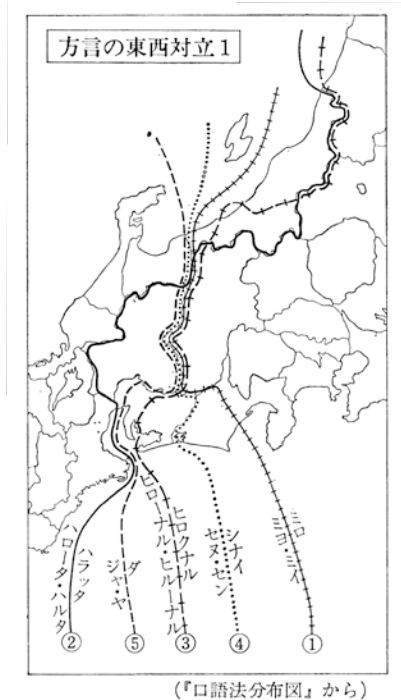 方言の東西対立1
ミロ
ミヨ・ミイ
シナイ
セヌ・セン
ヒロクナル
ヒローナル・ヒルーナル
ダ
ジャ・ヤ
ハラッタ
ハロータ・ハルタ
②
⑤
③
④
①
(『口語法分布図』から)